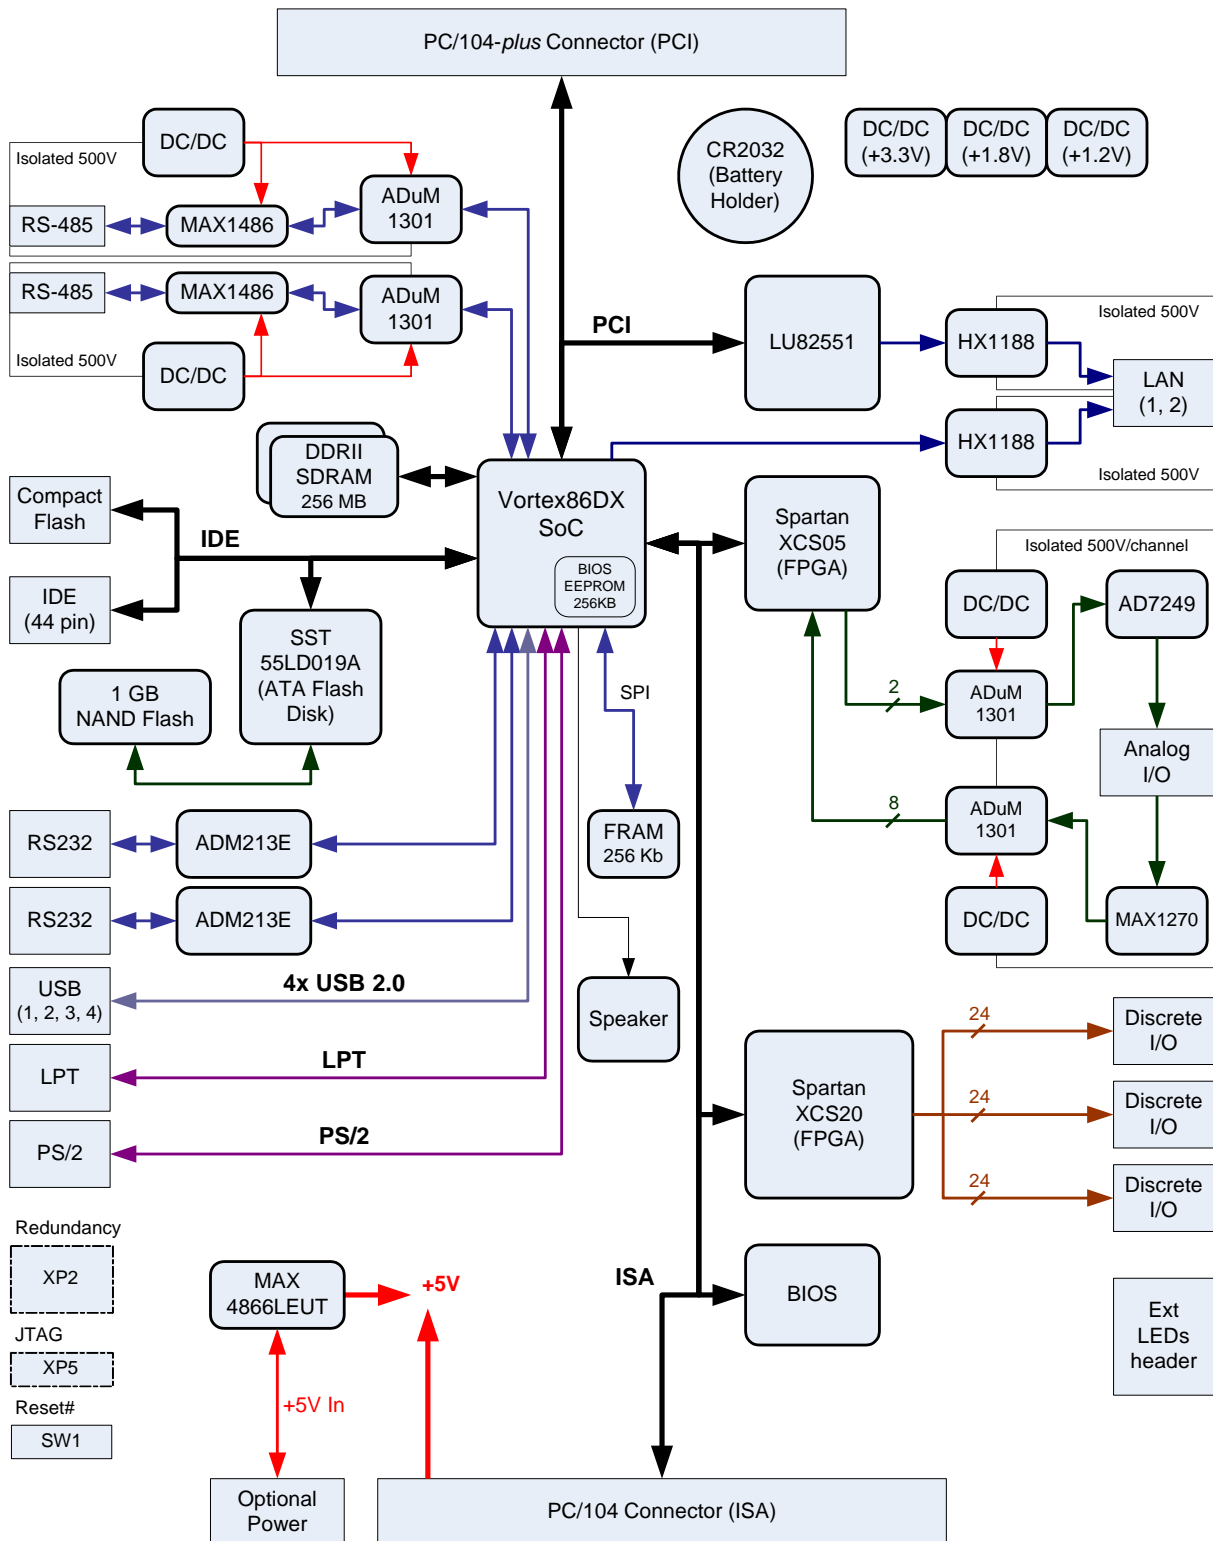 PC/104-plus Connector (PCI)
DC/DC
Isolated 500V
RS-485
MAX1486
ADuM
1301
RS-485
MAX1486
ADuM
1301
Isolated 500V
DC/DC
CR2032
(Battery
Holder)
DC/DC
(+3.3V)
DC/DC
(+1.8V)
DC/DC
(+1.2V)
PCI
LU82551
HX1188
Isolated 500V
LAN
(1, 2)
HX1188
Isolated 500V
DDRII
SDRAM
256 MB
Vortex86DX
SoC
BIOS
EEPROM
256KB
Compact
Flash
IDE
IDE
(44 pin)
SST
55LD019A
(ATA Flash
Disk)
1 GB
NAND Flash
Spartan
XCS05
(FPGA)
Isolated 500V/channel
DC/DC
AD7249
2
ADuM
1301
Analog
I/O
8
ADuM
1301
DC/DC
MAX1270
SPI
FRAM
256 Kb
RS232
ADM213E
RS232
ADM213E
USB
(1, 2, 3, 4)
4x USB 2.0
Speaker
LPT
LPT
PS/2
PS/2
Spartan
XCS20
(FPGA)
24
Discrete
I/O
24
Discrete
I/O
24
Discrete
I/O
Redundancy
XP2
JTAG
XP5
Reset#
SW1
MAX
4866LEUT
+5V
+5V In
Optional
Power
ISA
BIOS
Ext
LEDs
header
PC/104 Connector (ISA)